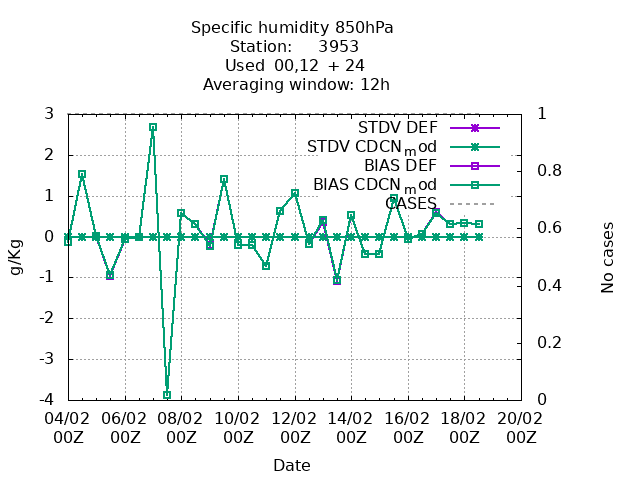 Specific humidity 850hPa
Station: 3953
Used 00,12 + 24
Averaging window: 12h
3
2
1
0
-1
-2
-3
-4
g/Kg
STDV DEF
STDV CDCNmod
BIAS DEF
BIAS CDCNmod
CASES
1
0.8
0.6
0.4
0.2
0
No cases
04/02 06/02 08/02 10/02 12/02 14/02 16/02 18/02 20/02
00Z 00Z 00Z 00Z 00Z 00Z 00Z 00Z 00Z
Date